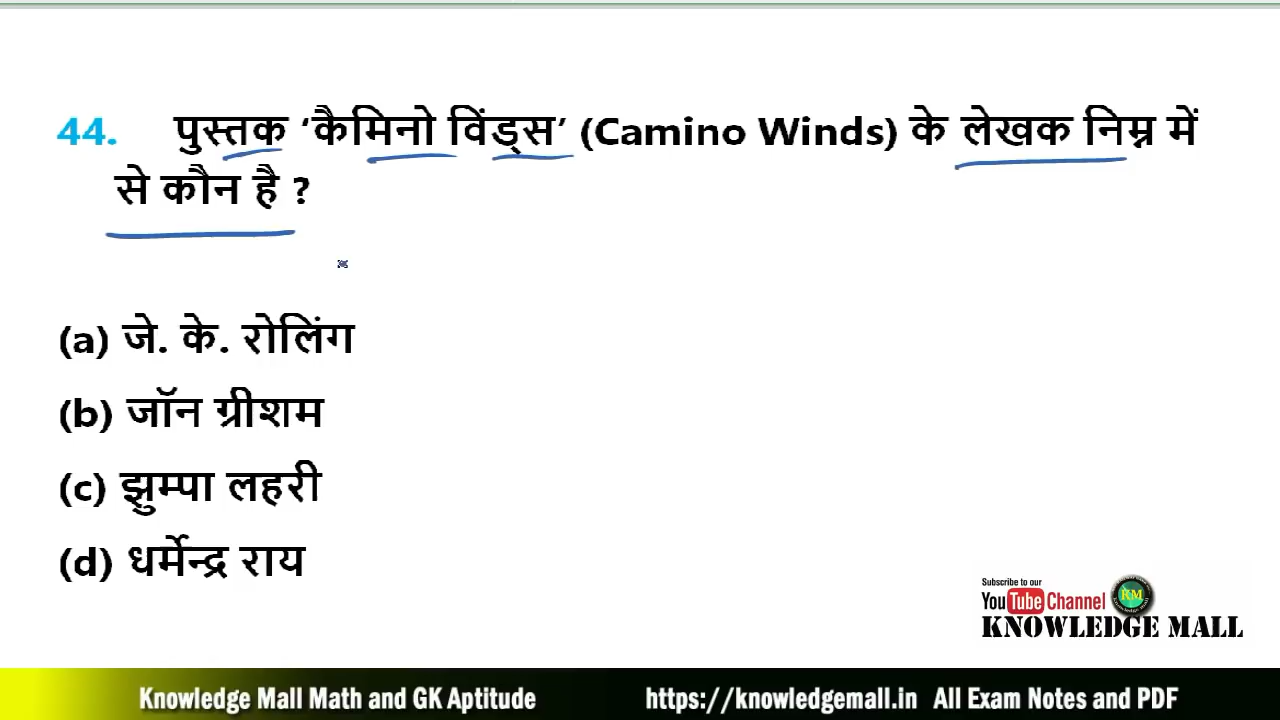 44. पुस्तक ‘कैमिनो विंड्स’ (Camino Winds) के लेखक निम्न में
से कौन है ?
(a) जे. के. रोलिंग
(b) जॉन ग्रीशम
(c) झुम्पा लहरी
(d) धर्मेन्द्र राय
Subscribe to our
YouTube Channel
KM
KNOWLEDGE MALL
Knowledge Mall Math and GK Aptitude https://knowledgemall.in All Exam Notes and PDF